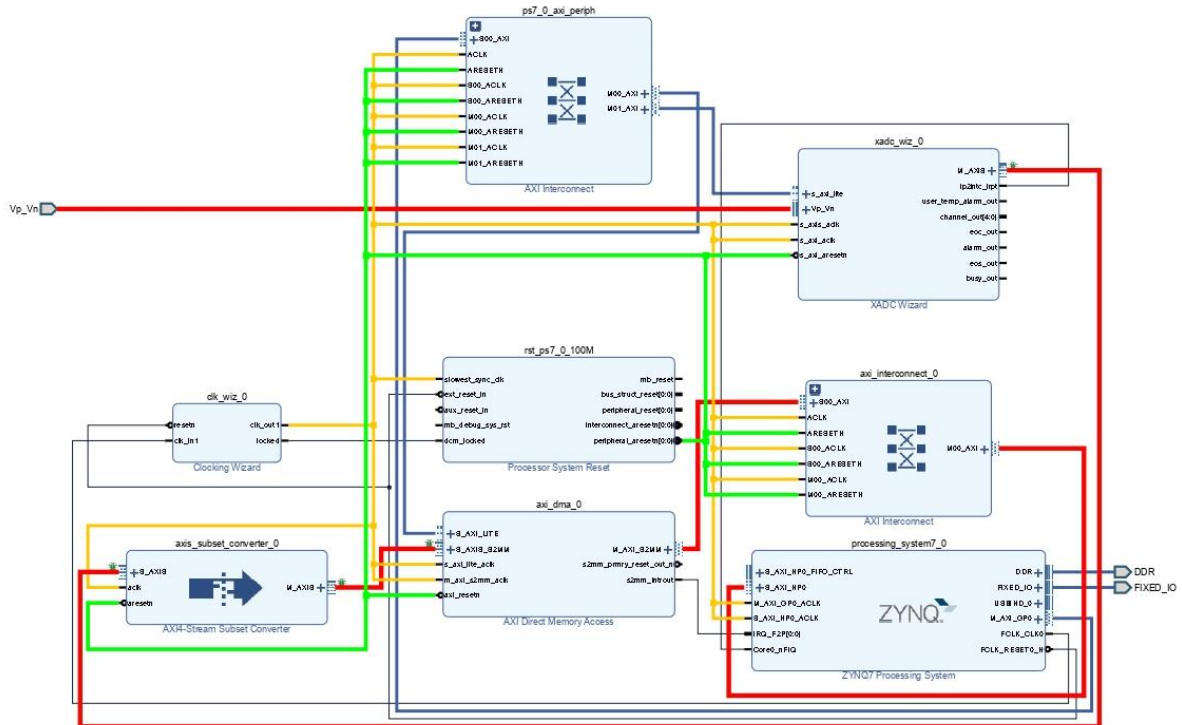 ps7_0_axi_periph
S00_AXI
ACLK
ARESETN
S00_ACLK
S00_ARESETN
M00_ACLK
M00_ARESETN
M01_ACLK
M01_ARESETN
M00_AXI
M01_AXI
AXI Interconnect
xadc_wiz_0
s_axi_lite
Vp_Vn
s_axis_aclk
s_axi_aclk
s_axi_aresetn
M_AXIS
ip2intc_irpt
user_temp_alarm_out
channel_out[4:0]
eoc_out
alarm_out
eos_out
busy_out
XADC Wizard
Vp_Vn
rst_ps7_0_100M
slowest_sync_clk
ext_reset_in
aux_reset_in
mb_debug_sys_rst
dcm_locked
mb_reset
bus_struct_reset[0:0]
peripheral_reset[0:0]
interconnect_aresetn[0:0]
peripheral_aresetn[0:0]
Processor System Reset
axi_interconnect_0
S00_AXI
ACLK
ARESETN
S00_ACLK
S00_ARESETN
M00_ACLK
M00_ARESETN
M00_AXI
AXI Interconnect
clk_wiz_0
resetn
clk_in1
clk_out1
locked
Clocking Wizard
axi_dma_0
S_AXI_LITE
S_AXIS_S2MM
s_axi_lite_aclk
m_axi_s2mm_aclk
axi_resetn
M_AXI_S2MM
s2mm_prmry_reset_out_n
s2mm_introut
AXI Direct Memory Access
axis_subset_converter_0
S_AXIS
aclk
aresetn
M_AXIS
AXI4-Stream Subset Converter
processing_system7_0
S_AXI_HP0_FIFO_CTRL
S_AXI_HP0
M_AXI_GP0_ACLK
S_AXI_HP0_ACLK
IRQ_F2P[0:0]
Core0_nFIQ
ZYNQ
DDR
FIXED_IO
USBIND_0
M_AXI_GP0
FCLK_CLK0
FCLK_RESET0_N
ZYNQ7 Processing System
DDR
FIXED_IO